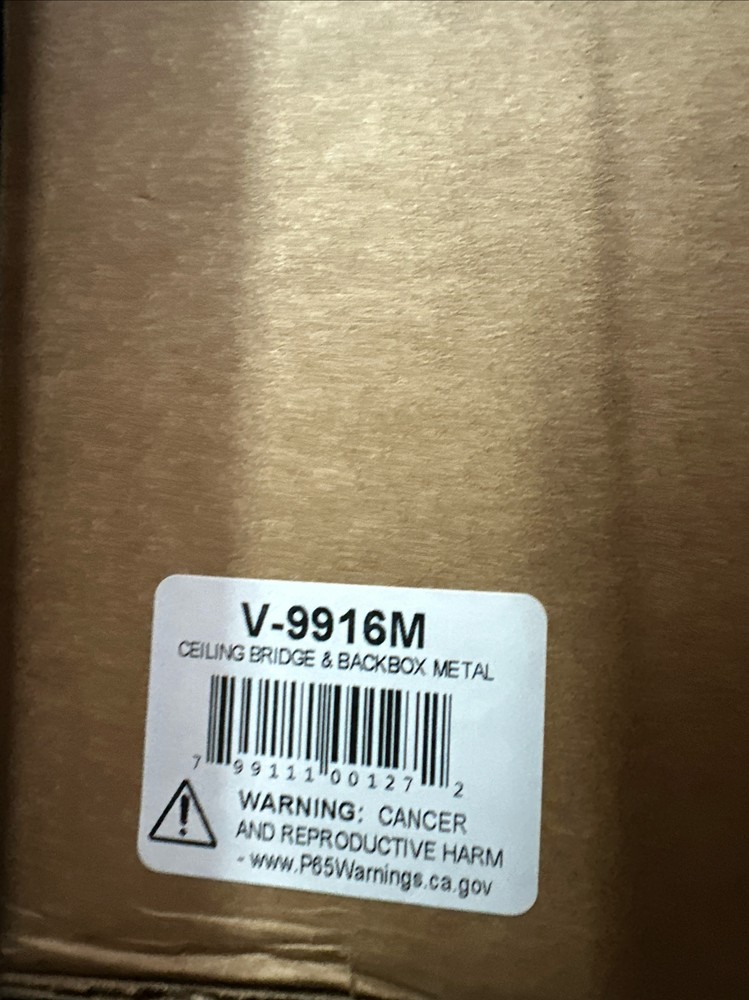 V-9916M
CEILING BRIDGE & BACKBOX METAL
7 99111 00127 2
WARNING: CANCER
AND REPRODUCTIVE HARM
- www.P65Warnings.ca.gov